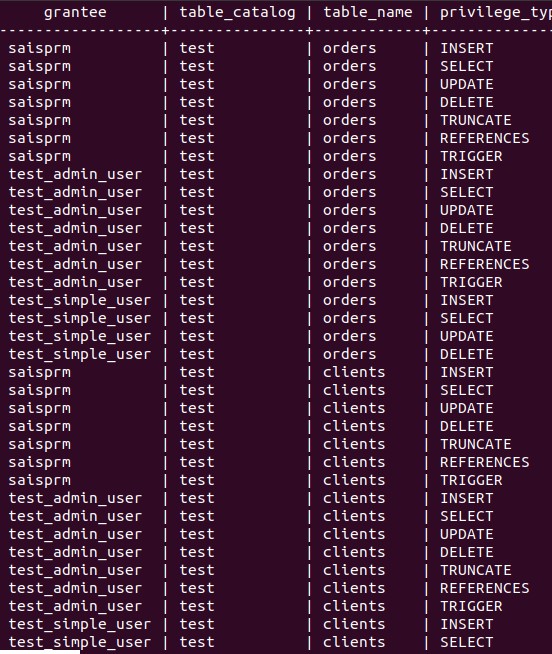 grantee | table_catalog | table_name | privilege_typ
------------------+---------------+------------+--------------
saisprm | test | orders | INSERT
saisprm | test | orders | SELECT
saisprm | test | orders | UPDATE
saisprm | test | orders | DELETE
saisprm | test | orders | TRUNCATE
saisprm | test | orders | REFERENCES
saisprm | test | orders | TRIGGER
test_admin_user | test | orders | INSERT
test_admin_user | test | orders | SELECT
test_admin_user | test | orders | UPDATE
test_admin_user | test | orders | DELETE
test_admin_user | test | orders | TRUNCATE
test_admin_user | test | orders | REFERENCES
test_admin_user | test | orders | TRIGGER
test_simple_user | test | orders | INSERT
test_simple_user | test | orders | SELECT
test_simple_user | test | orders | UPDATE
test_simple_user | test | orders | DELETE
saisprm | test | clients | INSERT
saisprm | test | clients | SELECT
saisprm | test | clients | UPDATE
saisprm | test | clients | DELETE
saisprm | test | clients | TRUNCATE
saisprm | test | clients | REFERENCES
saisprm | test | clients | TRIGGER
test_admin_user | test | clients | INSERT
test_admin_user | test | clients | SELECT
test_admin_user | test | clients | UPDATE
test_admin_user | test | clients | DELETE
test_admin_user | test | clients | TRUNCATE
test_admin_user | test | clients | REFERENCES
test_admin_user | test | clients | TRIGGER
test_simple_user | test | clients | INSERT
test_simple_user | test | clients | SELECT